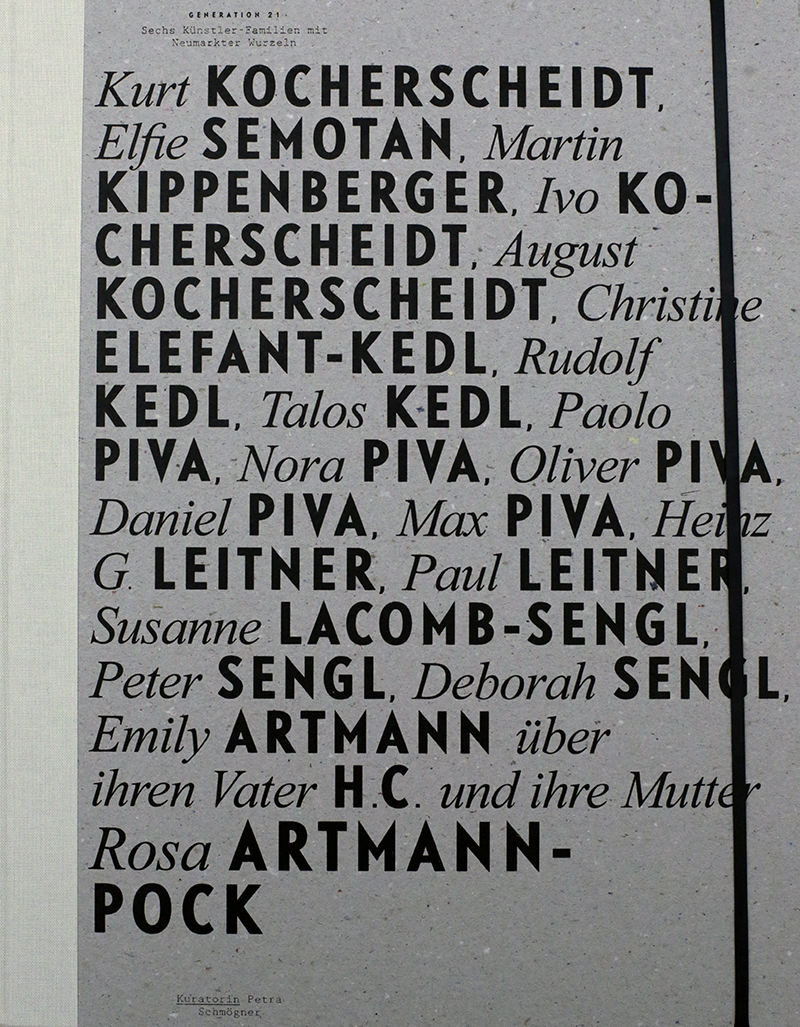 GENERATION 21
Sechs Künstler-Familien mit
Neumarkter Wurzeln
Kurt KOCHERSCHEIDT,
Elfie SEMOTAN, Martin
KIPPENBERGER, Ivo KO-
CHERSCHEIDT, August
KOCHERSCHEIDT, Christine
ELEFANT-KEDL, Rudolf
KEDL, Talos KEDL, Paolo
PIVA, Nora PIVA, Oliver PIVA,
Daniel PIVA, Max PIVA, Heinz
G. LEITNER, Paul LEITNER,
Susanne LACOMB-SENGL,
Peter SENGL, Deborah SENGL,
Emily ARTMANN über
ihren Vater H.C. und ihre Mutter
Rosa ARTMANN-
POCK
Kuratorin Petra
Schmögner